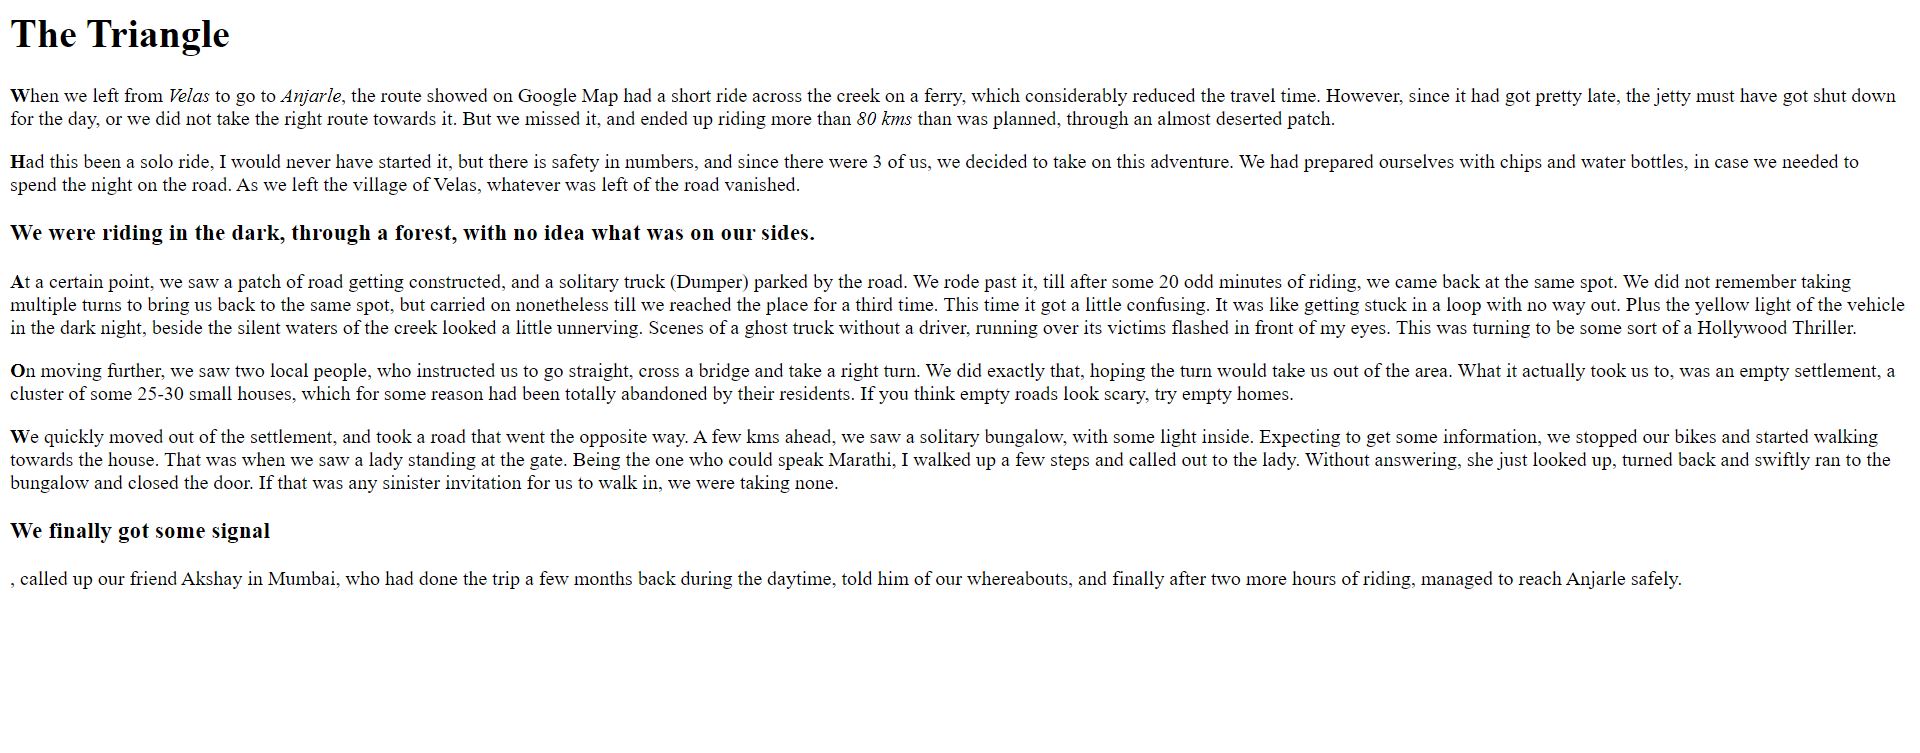 The Triangle
When we left from Velas to go to Anjarle, the route showed on Google Map had a short ride across the creek on a ferry, which considerably reduced the travel time. However, since it had got pretty late, the jetty must have got shut down
for the day, or we did not take the right route towards it. But we missed it, and ended up riding more than 80 kms than was planned, through an almost deserted patch.
Had this been a solo ride, I would never have started it, but there is safety in numbers, and since there were 3 of us, we decided to take on this adventure. We had prepared ourselves with chips and water bottles, in case we needed to
spend the night on the road. As we left the village of Velas, whatever was left of the road vanished.
We were riding in the dark, through a forest, with no idea what was on our sides.
At a certain point, we saw a patch of road getting constructed, and a solitary truck (Dumper) parked by the road. We rode past it, till after some 20 odd minutes of riding, we came back at the same spot. We did not remember taking
multiple turns to bring us back to the same spot, but carried on nonetheless till we reached the place for a third time. This time it got a little confusing. It was like getting stuck in a loop with no way out. Plus the yellow light of the vehicle
in the dark night, beside the silent waters of the creek looked a little unnerving. Scenes of a ghost truck without a driver, running over its victims flashed in front of my eyes. This was turning to be some sort of a Hollywood Thriller.
On moving further, we saw two local people, who instructed us to go straight, cross a bridge and take a right turn. We did exactly that, hoping the turn would take us out of the area. What it actually took us to, was an empty settlement, a
cluster of some 25-30 small houses, which for some reason had been totally abandoned by their residents. If you think empty roads look scary, try empty homes.
We quickly moved out of the settlement, and took a road that went the opposite way. A few kms ahead, we saw a solitary bungalow, with some light inside. Expecting to get some information, we stopped our bikes and started walking
towards the house. That was when we saw a lady standing at the gate. Being the one who could speak Marathi, I walked up a few steps and called out to the lady. Without answering, she just looked up, turned back and swiftly ran to the
bungalow and closed the door. If that was any sinister invitation for us to walk in, we were taking none.
We finally got some signal
, called up our friend Akshay in Mumbai, who had done the trip a few months back during the daytime, told him of our whereabouts, and finally after two more hours of riding, managed to reach Anjarle safely.